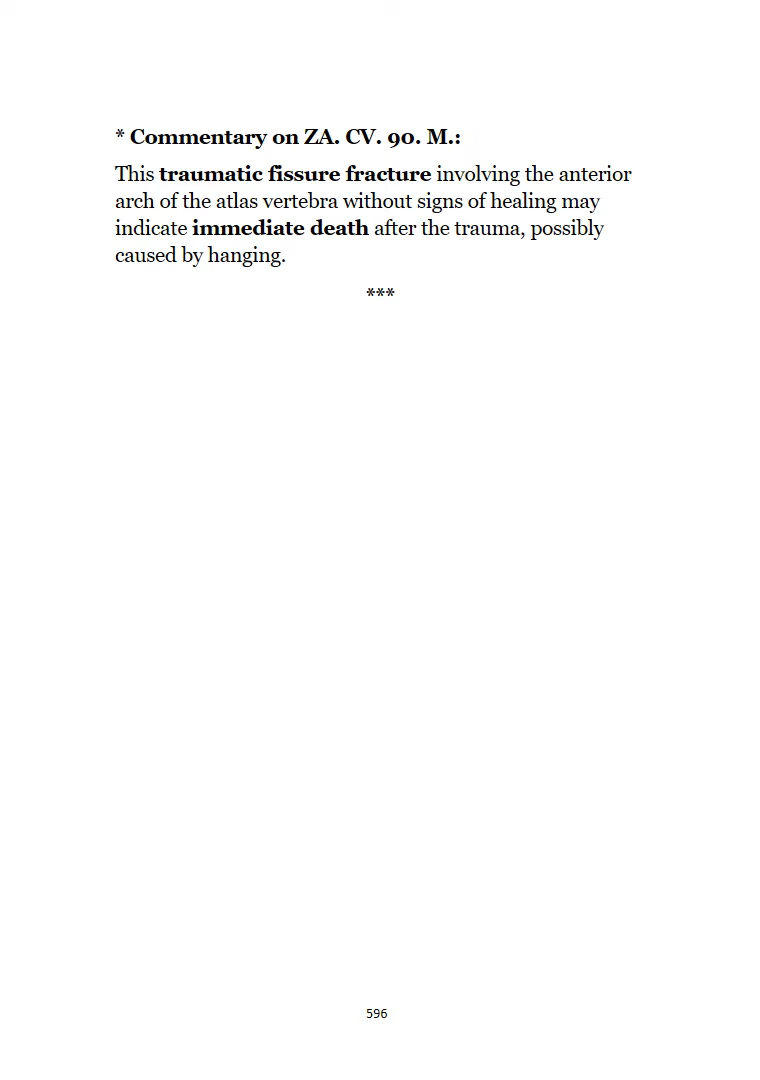 * Commentary on ZA. CV. 90. M.:
This traumatic fissure fracture involving the anterior
arch of the atlas vertebra without signs of healing may
indicate immediate death after the trauma, possibly
caused by hanging.
***
596